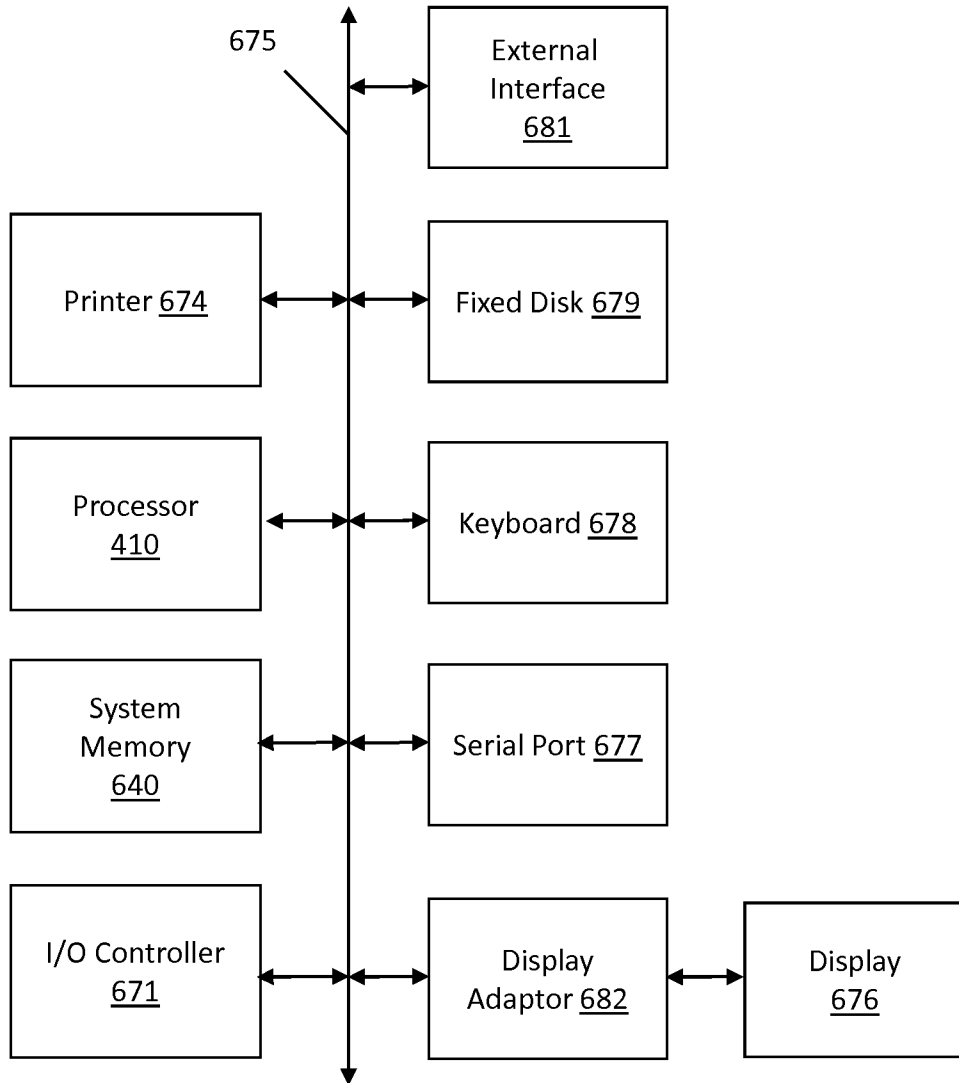 675
External
Interface
681
Printer 674
Fixed Disk 679
Processor
410
Keyboard 678
System
Memory
640
Serial Port 677
I/O Controller
671
Display
Adaptor 682
Display
676